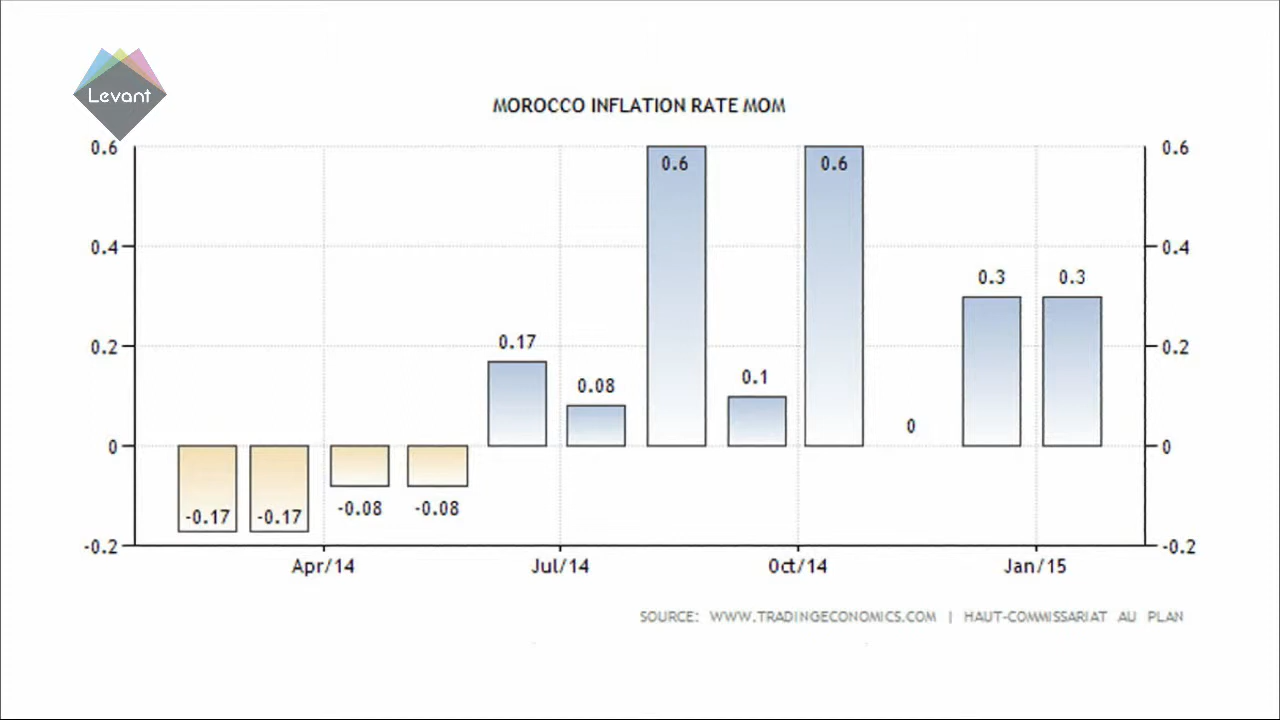 Levant
MOROCCO INFLATION RATE MOM
0.6 0.6 0.6 0.6
0.4 0.3 0.3 0.4
0.2 0.17 0.08 0.1 0.2
0 0 0
-0.17 -0.17 -0.08 -0.08
-0.2 -0.2
Apr/14 Jul/14 Oct/14 Jan/15
SOURCE: WWW.TRADINGECONOMICS.COM | HAUT-COMMISSARIAT AU PLAN